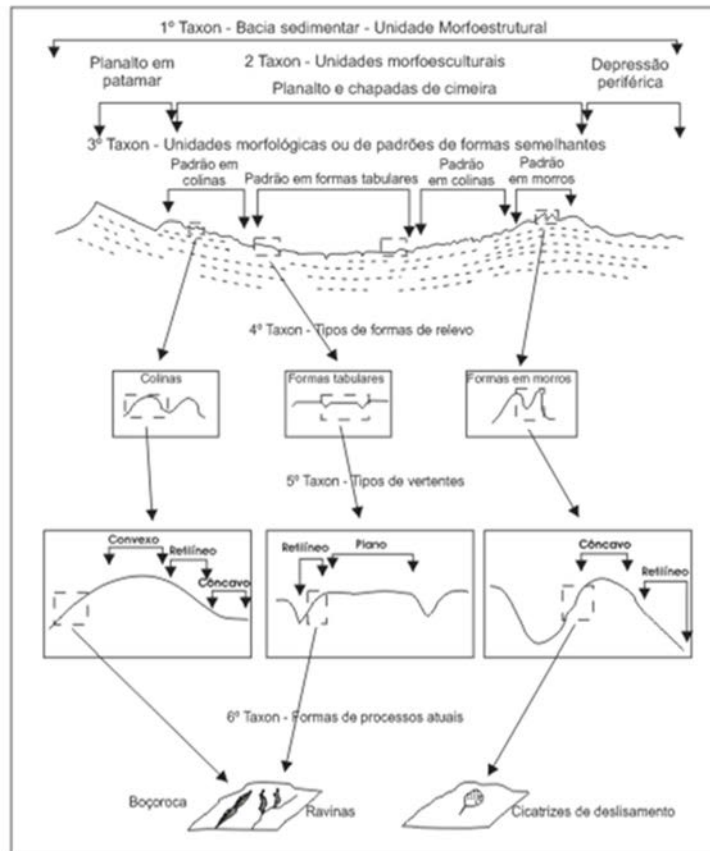 1º Taxon - Bacia sedimentar - Unidade Morfoestrutural
Planalto em
patamar
2 Taxon - Unidades morfoesculturais
Depressão
periférica
Planalto e chapadas de cimeira
3º Taxon - Unidades morfológicas ou de padrões de formas semelhantes
Padrão em
colinas
Padrão em formas tabulares
Padrão
em colinas
Padrão
em morros
4º Taxon - Tipos de formas de relevo
Colinas
Formas tabulares
Formas em morros
5º Taxon - Tipos de vertentes
Convexo
Retilíneo
Côncavo
Retilíneo
Plano
Côncavo
Retilíneo
6º Taxon - Formas de processos atuais
Boçoroca
Ravinas
Cicatrizes de deslisamento